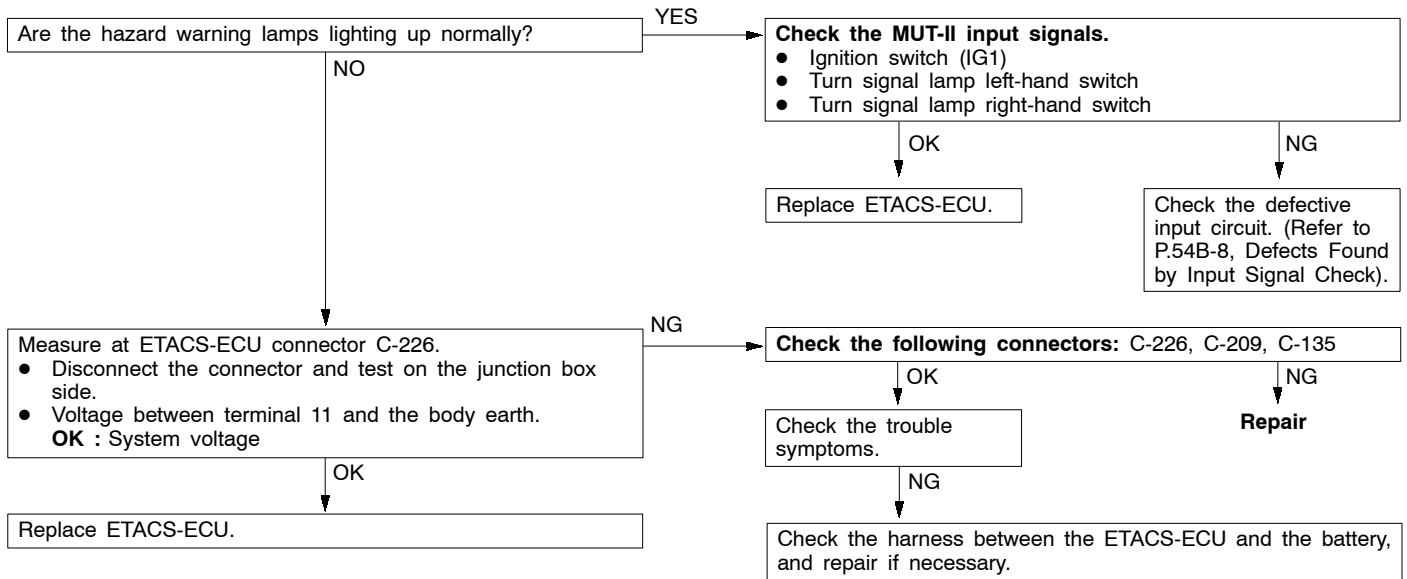 Are the hazard warning lamps lighting up normally?
YES
NO
Check the MUT-II input signals.
● Ignition switch (IG1)
● Turn signal lamp left-hand switch
● Turn signal lamp right-hand switch
OK
NG
Replace ETACS-ECU.
Check the defective
input circuit. (Refer to
P.54B-8, Defects Found
by Input Signal Check).
Measure at ETACS-ECU connector C-226.
● Disconnect the connector and test on the junction box
side.
● Voltage between terminal 11 and the body earth.
OK : System voltage
NG
OK
Replace ETACS-ECU.
Check the following connectors: C-226, C-209, C-135
OK
NG
Check the trouble
symptoms.
Repair
NG
Check the harness between the ETACS-ECU and the battery,
and repair if necessary.